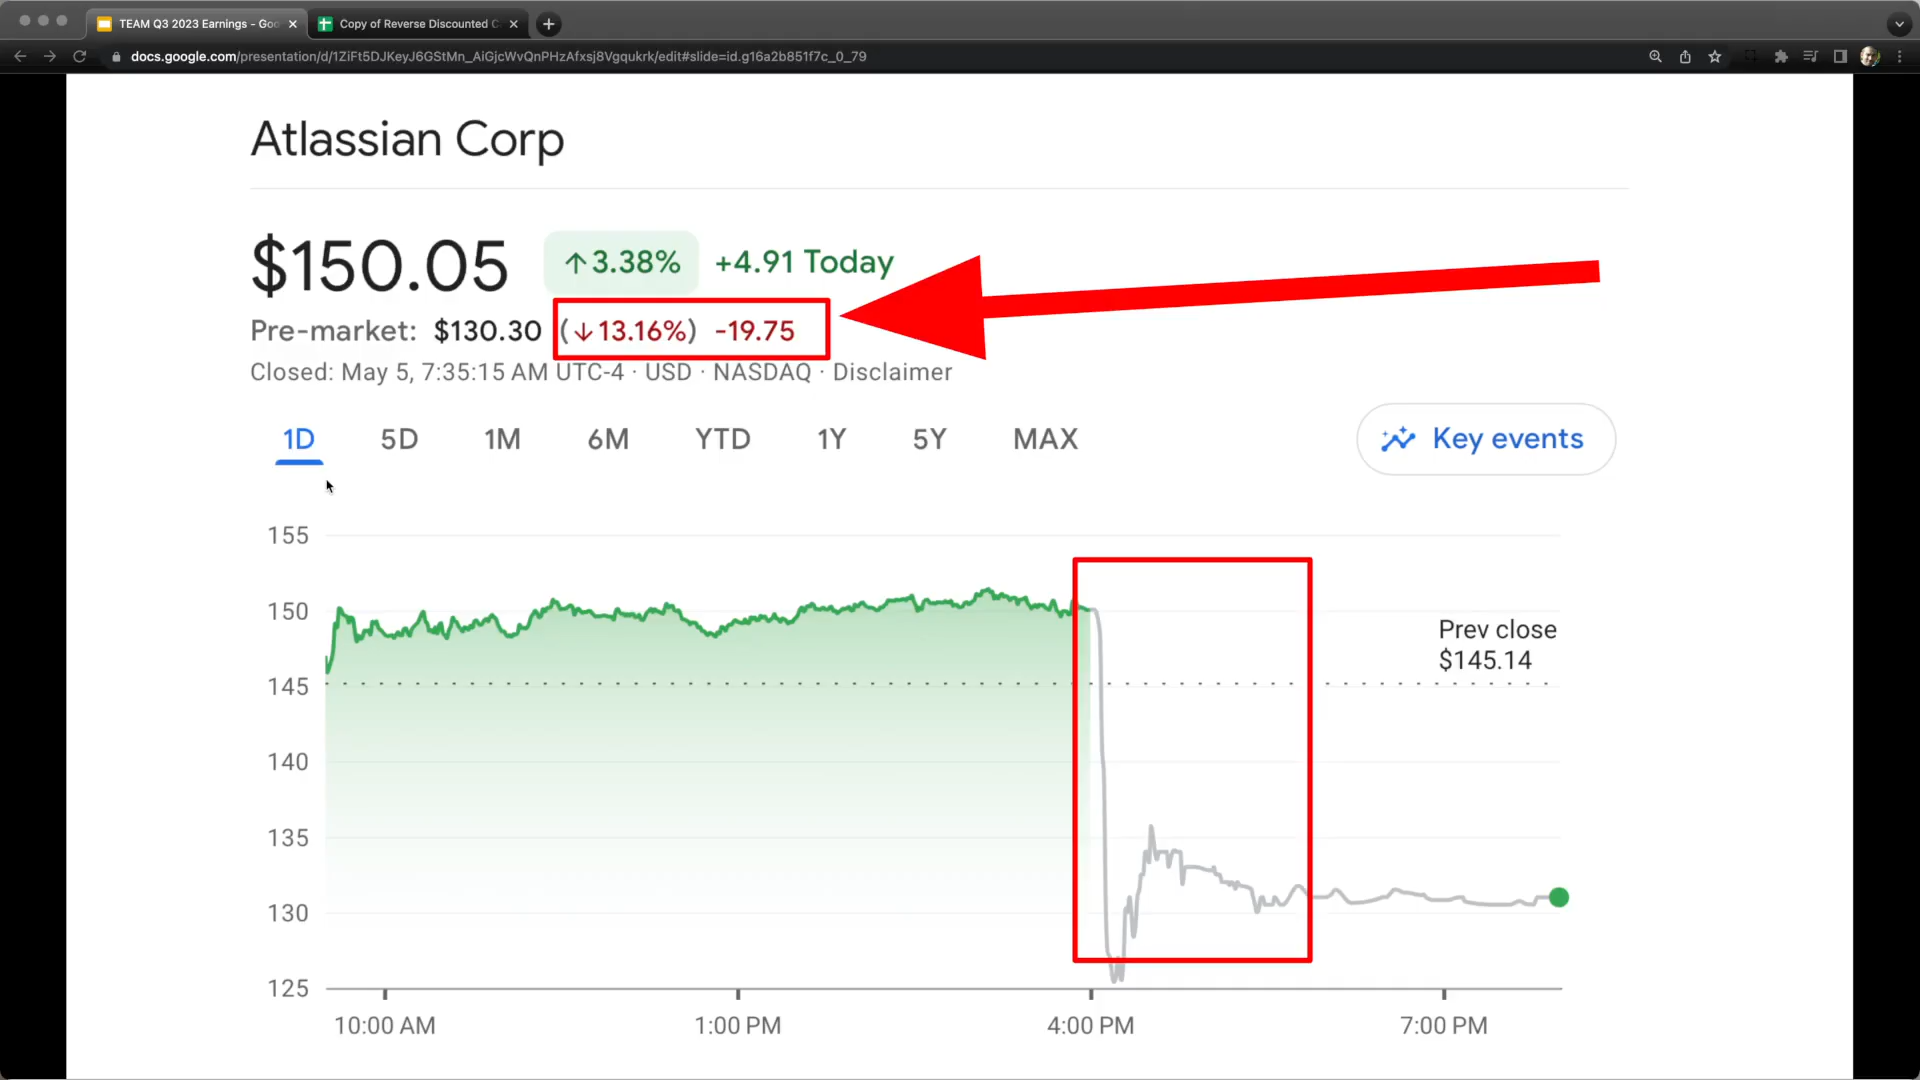 TEAM Q3 2023 Earnings - Goo
Copy of Reverse Discounted C
docs.google.com/presentation/d/1ZiFt5DJKeyJ6GStMn_AiGjcWvQnPHzAfxsj8Vgqukrk/edit#slide=id.g16a2b851f7c_0_79
Atlassian Corp
$150.05 ↑3.38% +4.91 Today
Pre-market: $130.30 (↓13.16%) -19.75
Closed: May 5, 7:35:15 AM UTC-4 · USD · NASDAQ · Disclaimer
1D 5D 1M 6M YTD 1Y 5Y MAX Key events
155
150
Prev close
$145.14
145
140
135
130
125
10:00 AM 1:00 PM 4:00 PM 7:00 PM